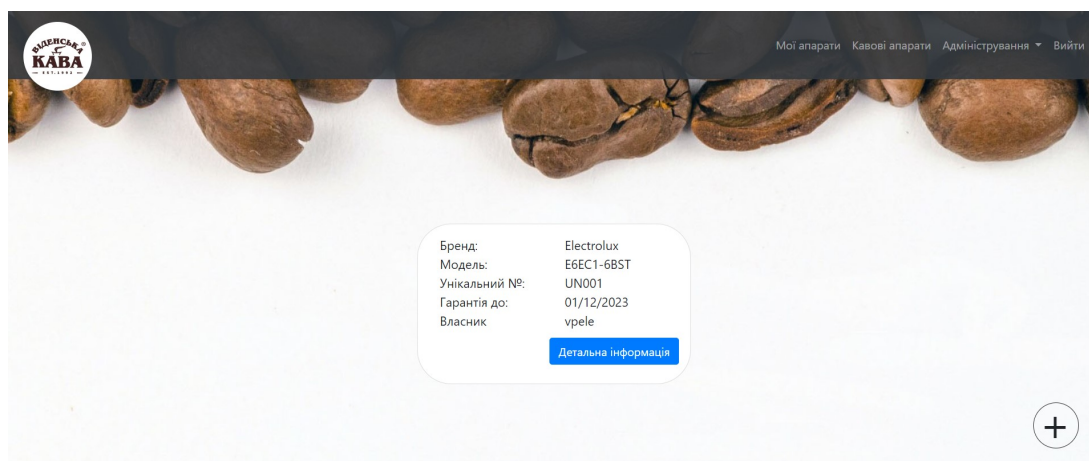 ВІДЕНСЬКА®
КАВА
EST.1992
Мої апарати Кавові апарати Адміністрування Вийти
Бренд: Electrolux
Модель: E6EC1-6BST
Унікальний №: UN001
Гарантія до: 01/12/2023
Власник vpele
Детальна інформація
+